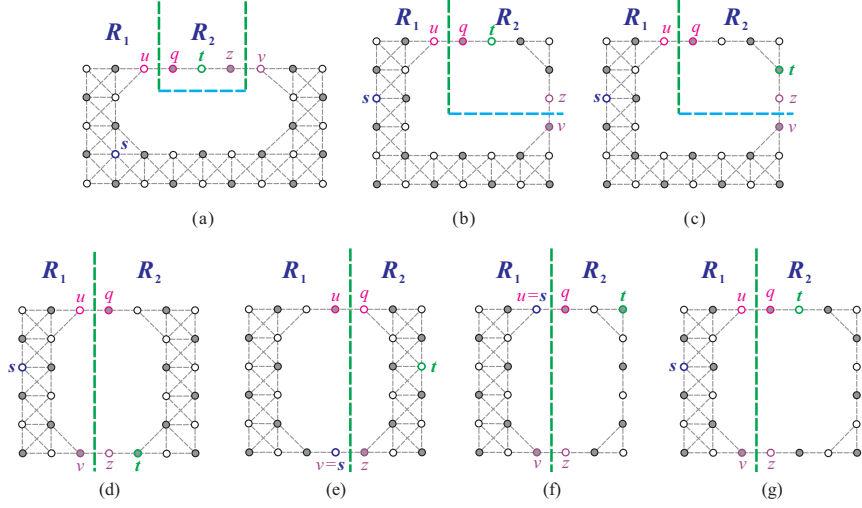 R1 R2
u q t z v
s
(a)
R1 R2
u q t
s
z
v
(b)
R1 R2
u q
t
s
z
v
(c)
R1 R2
u q
s
v z t
(d)
R1 R2
u q
t
v=s z
(e)
R1 R2
u=s q t
v z
(f)
R1 R2
u q t
s
v z
(g)